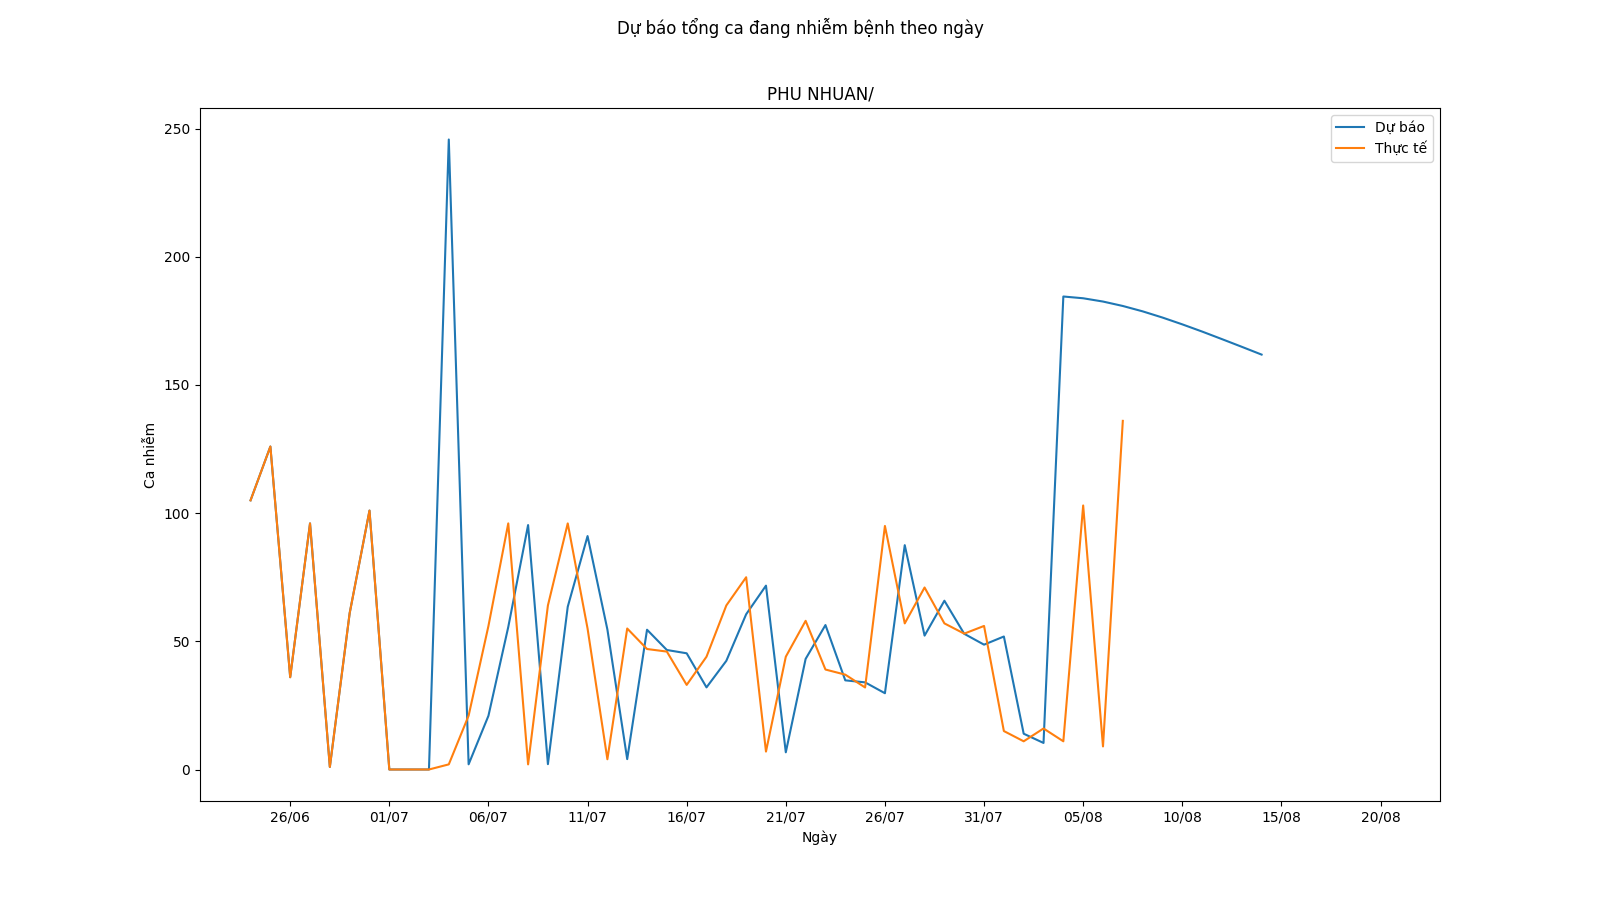 Dự báo tổng ca đang nhiễm bệnh theo ngày
PHU NHUAN/
Dự báo
Thực tế
250
200
150
100
50
0
Ca nhiễm
26/06 01/07 06/07 11/07 16/07 21/07 26/07 31/07 05/08 10/08 15/08 20/08
Ngày